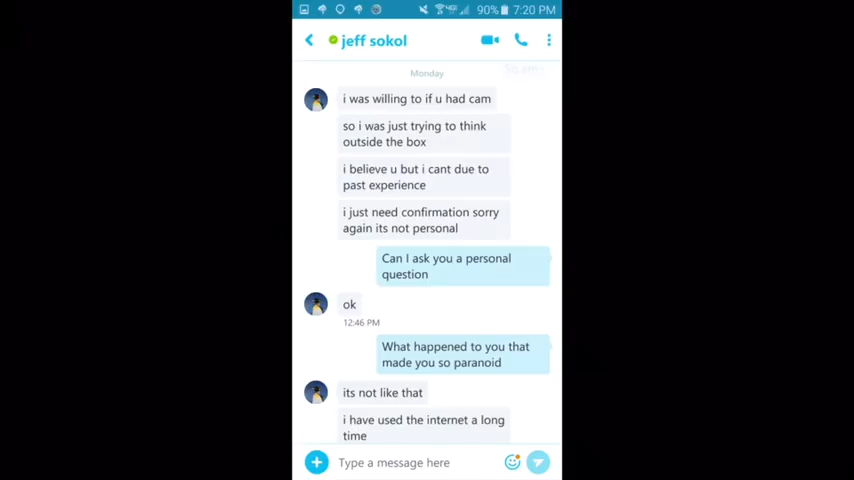 90% 7:20 PM
jeff sokol
Monday
i was willing to if u had cam
so i was just trying to think
outside the box
i believe u but i cant due to
past experience
i just need confirmation sorry
again its not personal
Can I ask you a personal
question
ok
12:46 PM
What happened to you that
made you so paranoid
its not like that
i have used the internet a long
time
Type a message here